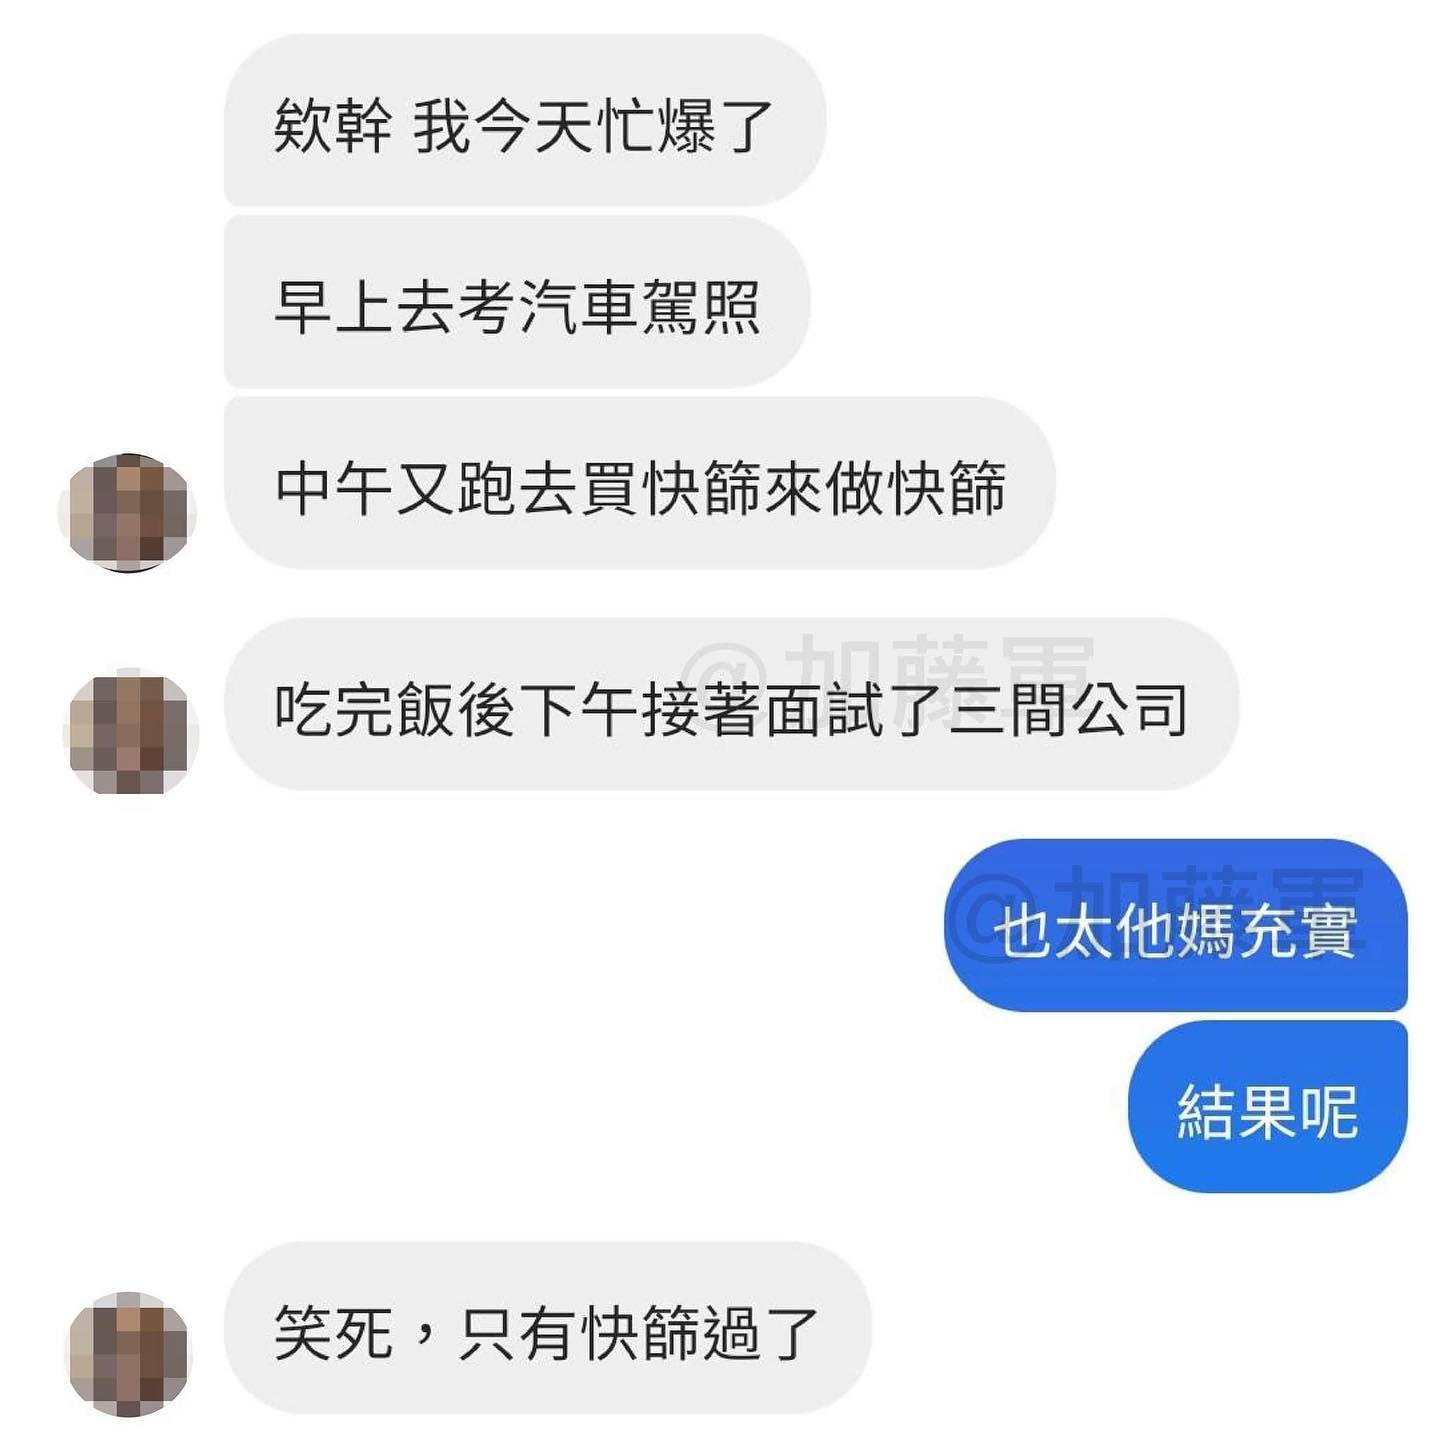 欸幹 我今天忙爆了
早上去考汽車駕照
中午又跑去買快篩來做快篩
@加藤軍
吃完飯後下午接著面試了三間公司
@加藤軍
也太他媽充實
結果呢
笑死，只有快篩過了